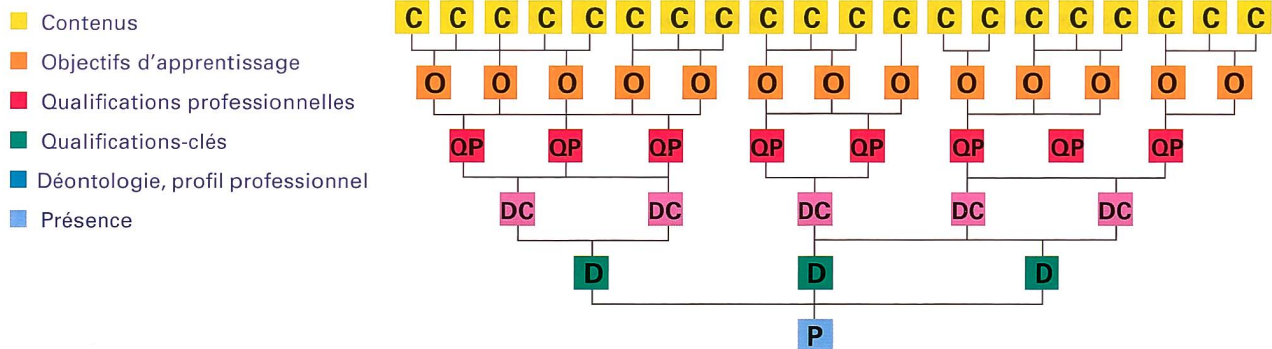 Contenus
Objectifs d'apprentissage
Qualifications professionnelles
Qualifications-clés
Déontologie, profil professionnel
Présence
C C C C C C C C C C C C C C C C C C C C
O O O O O O O O O O O O O
QP QP QP QP QP QP QP QP
DC DC DC DC DC
D D D
P